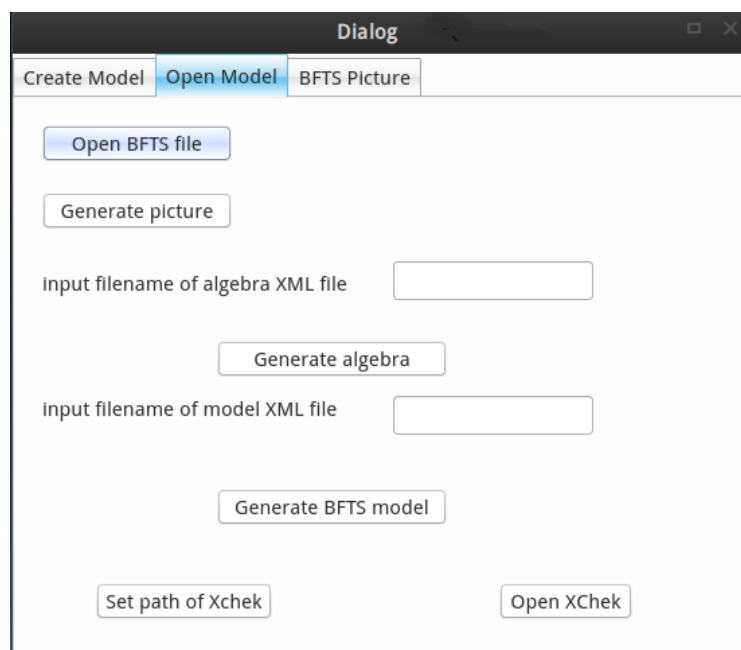 Dialog
Create Model Open Model BFTS Picture
Open BFTS file
Generate picture
input filename of algebra XML file
Generate algebra
input filename of model XML file
Generate BFTS model
Set path of Xchek Open XChek